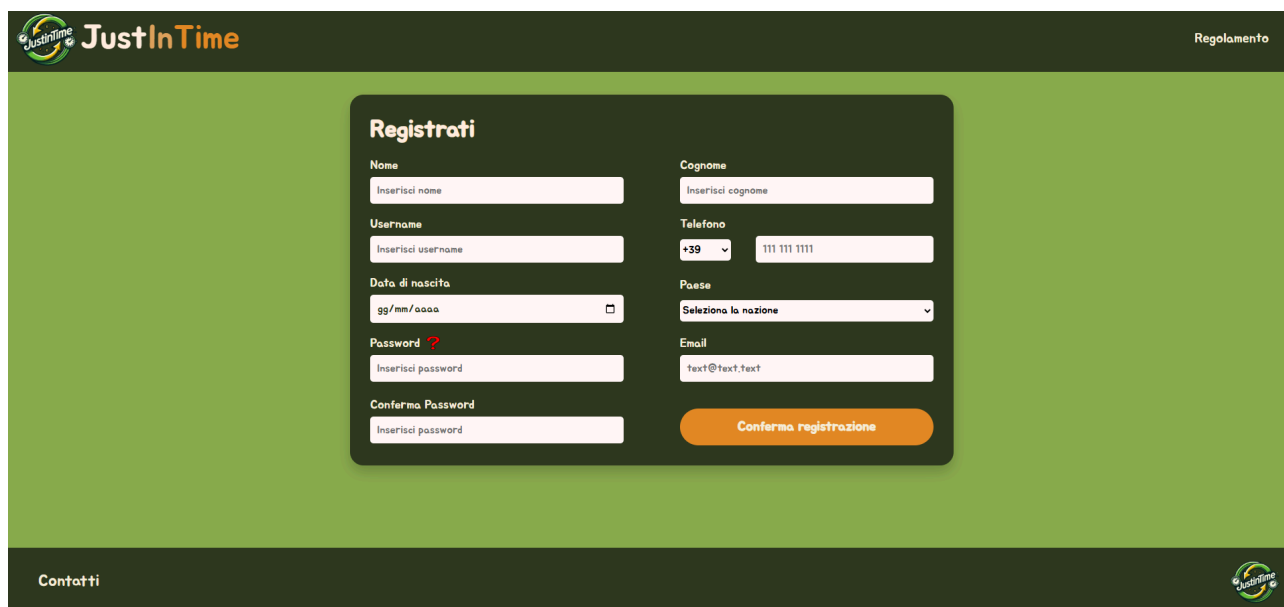 JustinTime JustInTime
Regolamento
Registrati
Nome
Inserisci nome
Cognome
Inserisci cognome
Username
Inserisci username
Telefono
+39 111 111 1111
Data di nascita
gg/mm/aaaa
Paese
Seleziona la nazione
Password ?
Inserisci password
Email
text@text.text
Conferma Password
Inserisci password
Conferma registrazione
Contatti
JustinTime